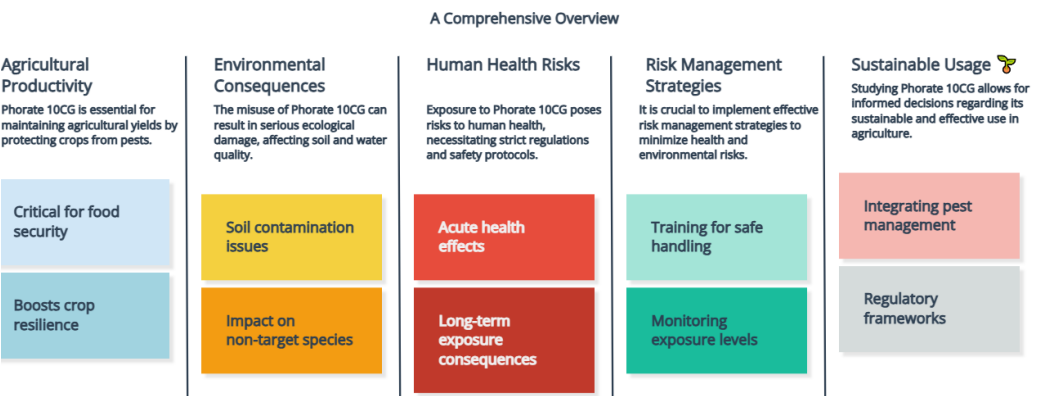 A Comprehensive Overview
Agricultural
Productivity
Phorate 10CG is essential for
maintaining agricultural yields by
protecting crops from pests.
Critical for food
security
Boosts crop
resilience
Environmental
Consequences
The misuse of Phorate 10CG can
result in serious ecological
damage, affecting soil and water
quality.
Soil contamination
issues
Impact on
non-target species
Human Health Risks
Exposure to Phorate 10CG poses
risks to human health,
necessitating strict regulations
and safety protocols.
Acute health
effects
Long-term
exposure
consequences
Risk Management
Strategies
It is crucial to implement effective
risk management strategies to
minimize health and
environmental risks.
Training for safe
handling
Monitoring
exposure levels
Sustainable Usage
Studying Phorate 10CG allows for
informed decisions regarding its
sustainable and effective use in
agriculture.
Integrating pest
management
Regulatory
frameworks